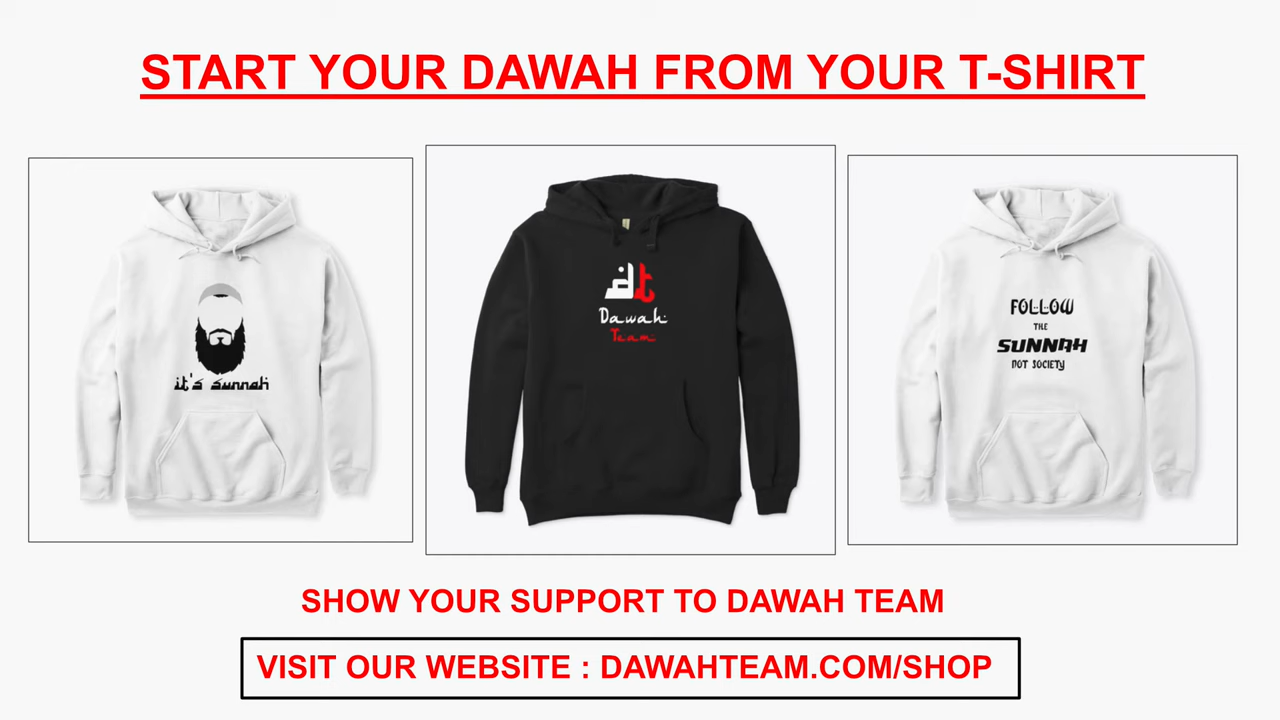 START YOUR DAWAH FROM YOUR T-SHIRT
it's sunnah
dt
Dawah
Team
FOLLOW
THE
SUNNAH
NOT SOCIETY
SHOW YOUR SUPPORT TO DAWAH TEAM
VISIT OUR WEBSITE : DAWAHTEAM.COM/SHOP